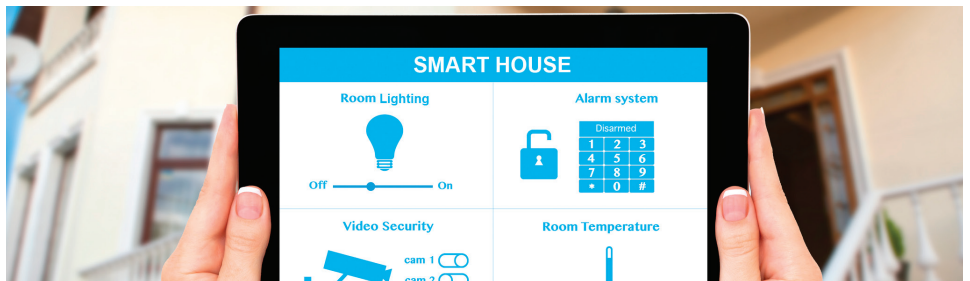 SMART HOUSE
Room Lighting
Off On
Alarm system
Disarmed
1 2 3
4 5 6
7 8 9
* 0 #
Video Security
cam 1
cam 2
Room Temperature